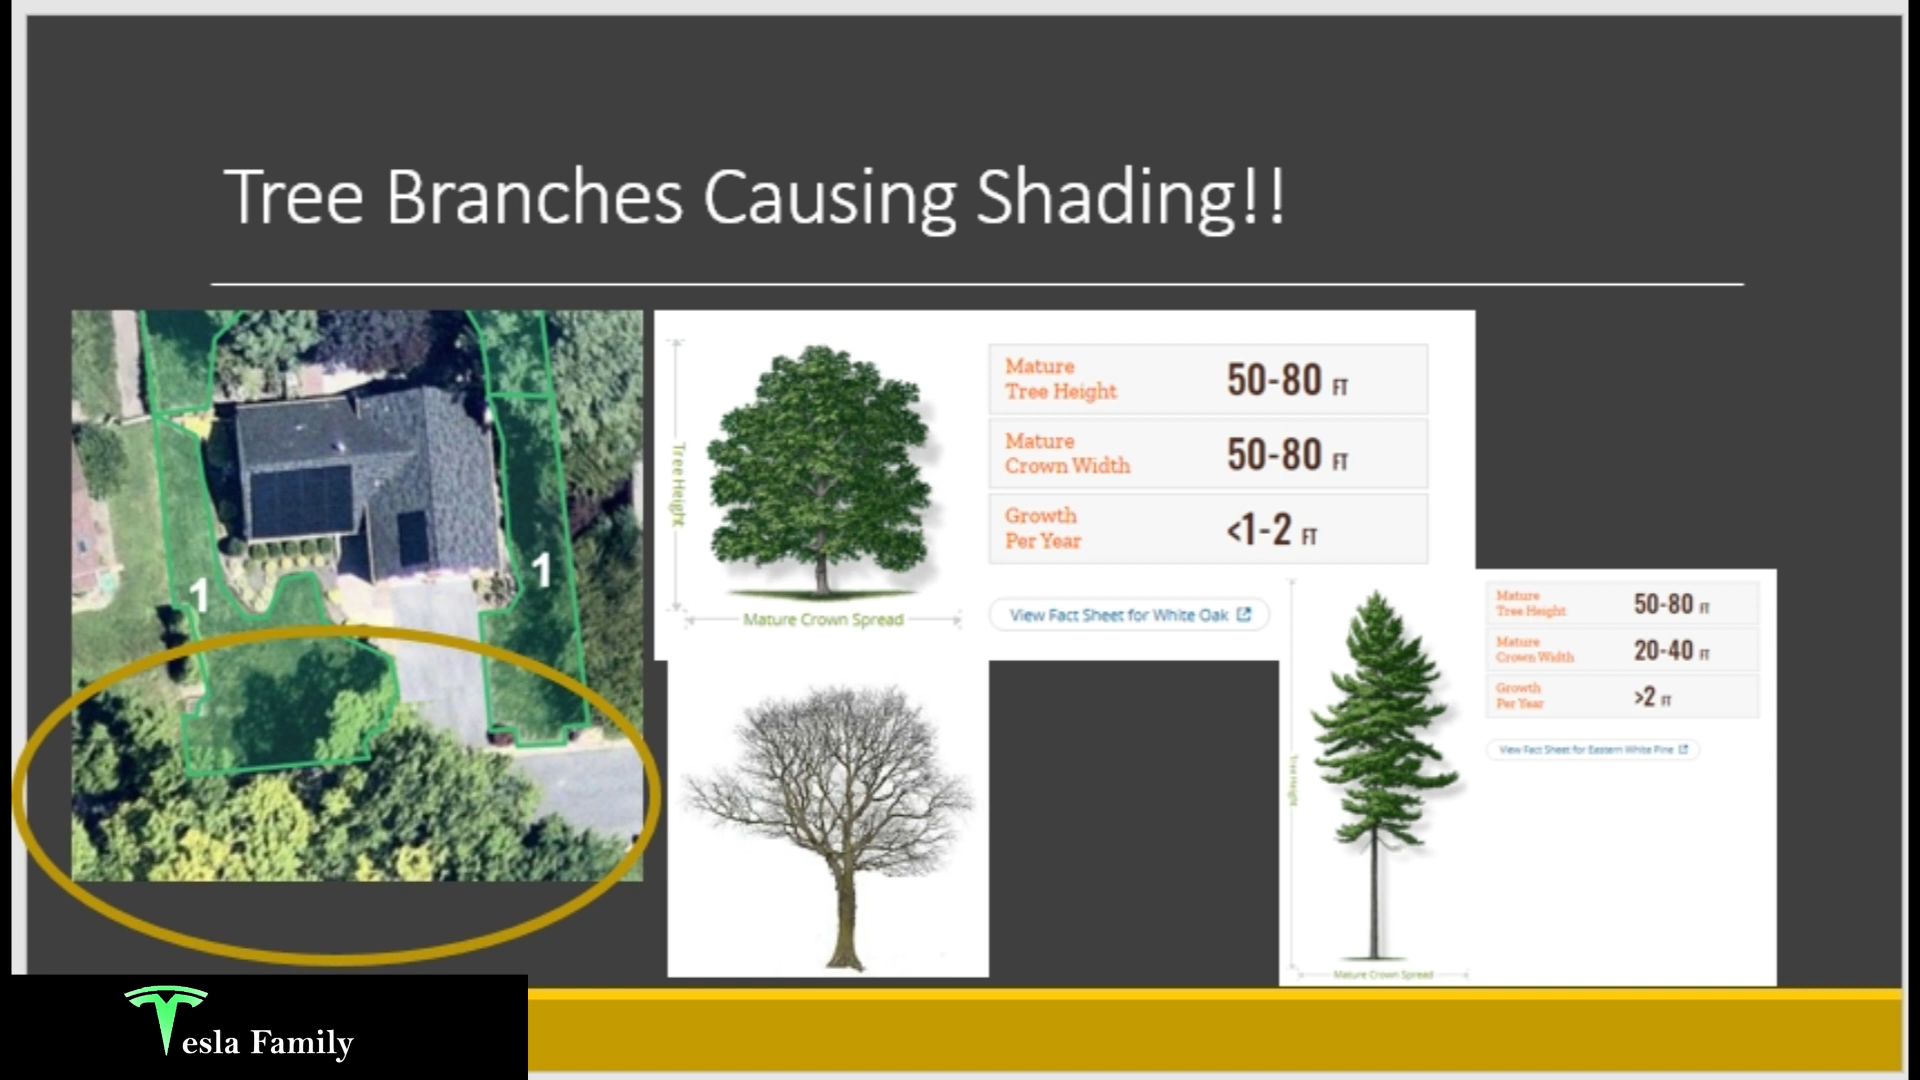 Tree Branches Causing Shading!!
1
1
Tree Height
Mature Crown Spread
Mature
Tree Height
50-80 FT
Mature
Crown Width
50-80 FT
Growth
Per Year
<1-2 FT
View Fact Sheet for White Oak
Tree Height
Mature Crown Spread
Mature
Tree Height
50-80 FT
Mature
Crown Width
20-40 FT
Growth
Per Year
>2 FT
View Fact Sheet for Eastern White Pine
Tesla Family